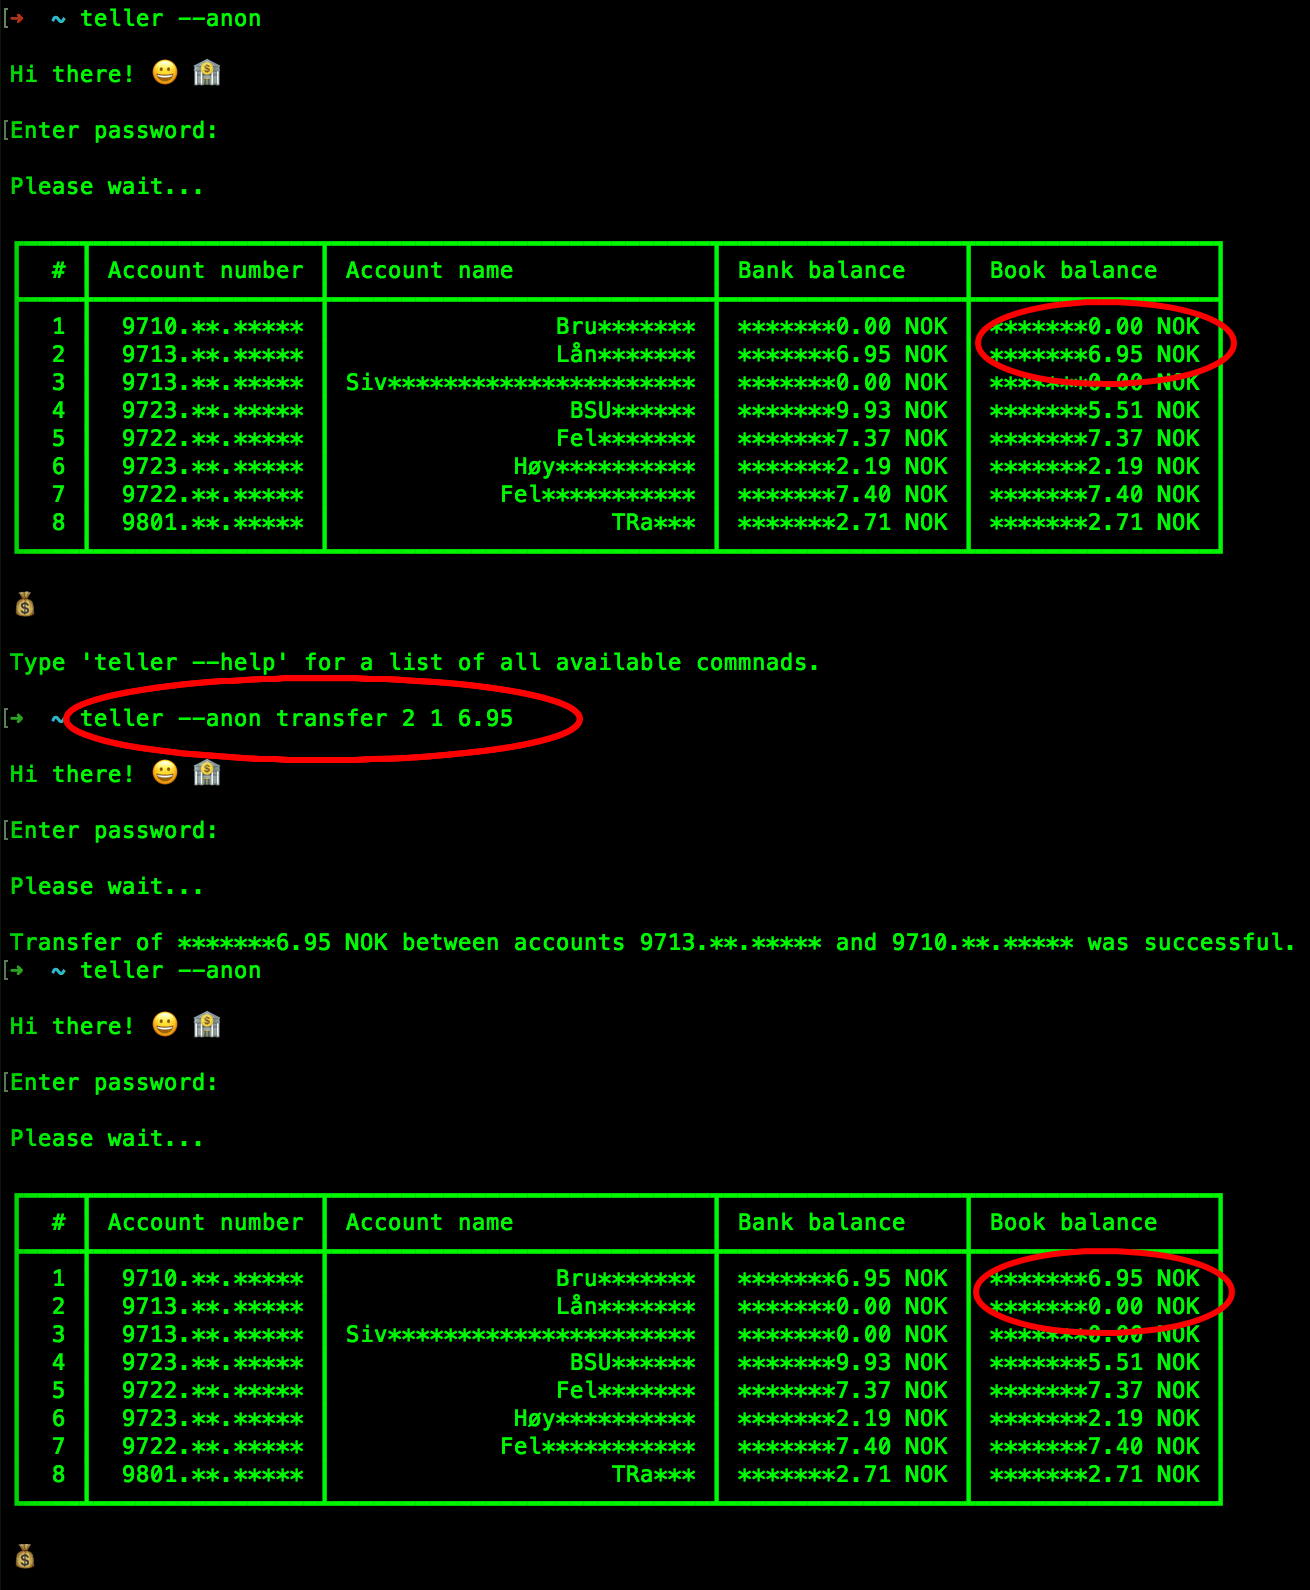 [➜  ~ teller --anon
Hi there! 😀 🏦
[Enter password:
Please wait...
# Account number Account name Bank balance Book balance
1 9710.**.***** Bru******* *******0.00 NOK *******0.00 NOK
2 9713.**.***** Lån******* *******6.95 NOK *******6.95 NOK
3 9713.**.***** Siv********************** *******0.00 NOK *******0.00 NOK
4 9723.**.***** BSU****** *******9.93 NOK *******5.51 NOK
5 9722.**.***** Fel******* *******7.37 NOK *******7.37 NOK
6 9723.**.***** Høy********** *******2.19 NOK *******2.19 NOK
7 9722.**.***** Fel*********** *******7.40 NOK *******7.40 NOK
8 9801.**.***** TRa*** *******2.71 NOK *******2.71 NOK
💰
Type 'teller --help' for a list of all available commnads.
[➜  ~ teller --anon transfer 2 1 6.95
Hi there! 😀 🏦
[Enter password:
Please wait...
Transfer of *******6.95 NOK between accounts 9713.**.***** and 9710.**.***** was successful.
[➜  ~ teller --anon
Hi there! 😀 🏦
[Enter password:
Please wait...
# Account number Account name Bank balance Book balance
1 9710.**.***** Bru******* *******6.95 NOK *******6.95 NOK
2 9713.**.***** Lån******* *******0.00 NOK *******0.00 NOK
3 9713.**.***** Siv********************** *******0.00 NOK *******0.00 NOK
4 9723.**.***** BSU****** *******9.93 NOK *******5.51 NOK
5 9722.**.***** Fel******* *******7.37 NOK *******7.37 NOK
6 9723.**.***** Høy********** *******2.19 NOK *******2.19 NOK
7 9722.**.***** Fel*********** *******7.40 NOK *******7.40 NOK
8 9801.**.***** TRa*** *******2.71 NOK *******2.71 NOK
💰